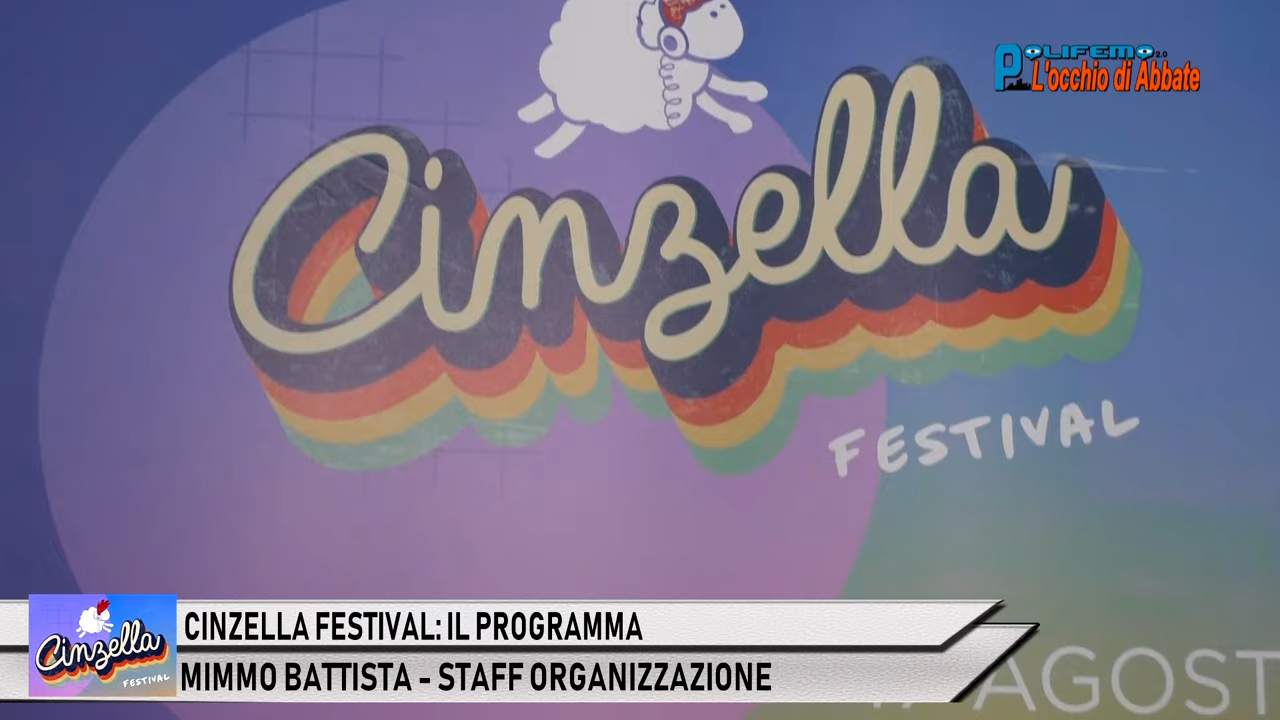 POLIFEMO 2.0
L'occhio di Abbate
Cinzella
FESTIVAL
CINZELLA FESTIVAL: IL PROGRAMMA
Cinzella
FESTIVAL
MIMMO BATTISTA - STAFF ORGANIZZAZIONE
AGOST